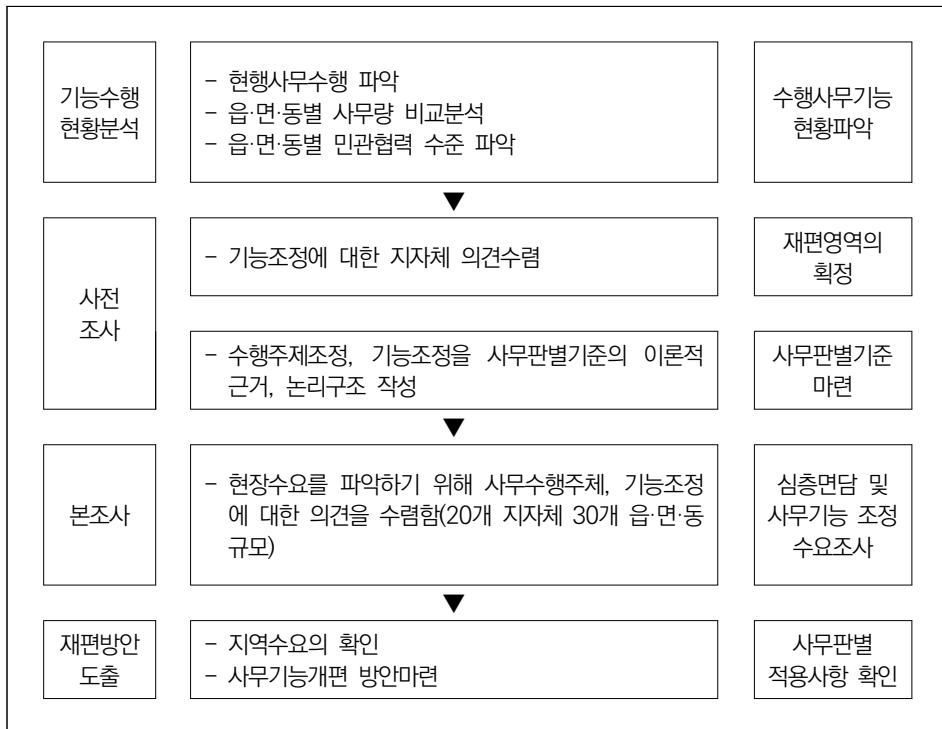 기능수행
현황분석
- 현행사무수행 파악
- 읍·면·동별 사무량 비교분석
- 읍·면·동별 민관협력 수준 파악
수행사무기능
현황파악
▼
사전
조사
- 기능조정에 대한 지자체 의견수렴
재편영역의
획정
- 수행주제조정, 기능조정을 사무판별기준의 이론적
근거, 논리구조 작성
사무판별기준
마련
▼
본조사
- 현장수요를 파악하기 위해 사무수행주체, 기능조정
에 대한 의견을 수렴함(20개 지자체 30개 읍·면·동
규모)
심층면담 및
사무기능 조정
수요조사
▼
재편방안
도출
- 지역수요의 확인
- 사무기능개편 방안마련
사무판별
적용사항 확인